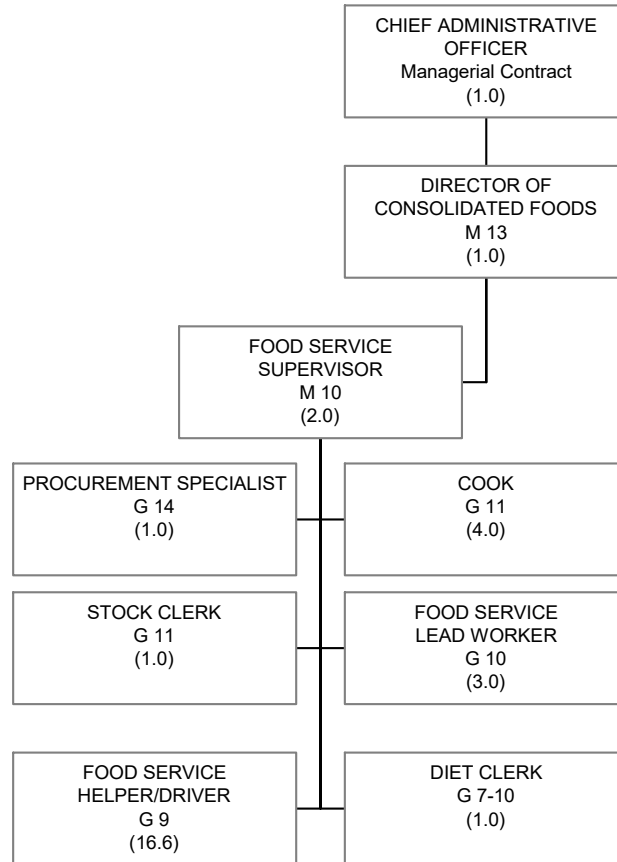 CHIEF ADMINISTRATIVE
OFFICER
Managerial Contract
(1.0)
DIRECTOR OF
CONSOLIDATED FOODS
M 13
(1.0)
FOOD SERVICE
SUPERVISOR
M 10
(2.0)
PROCUREMENT SPECIALIST
G 14
(1.0)
COOK
G 11
(4.0)
STOCK CLERK
G 11
(1.0)
FOOD SERVICE
LEAD WORKER
G 10
(3.0)
FOOD SERVICE
HELPER/DRIVER
G 9
(16.6)
DIET CLERK
G 7-10
(1.0)